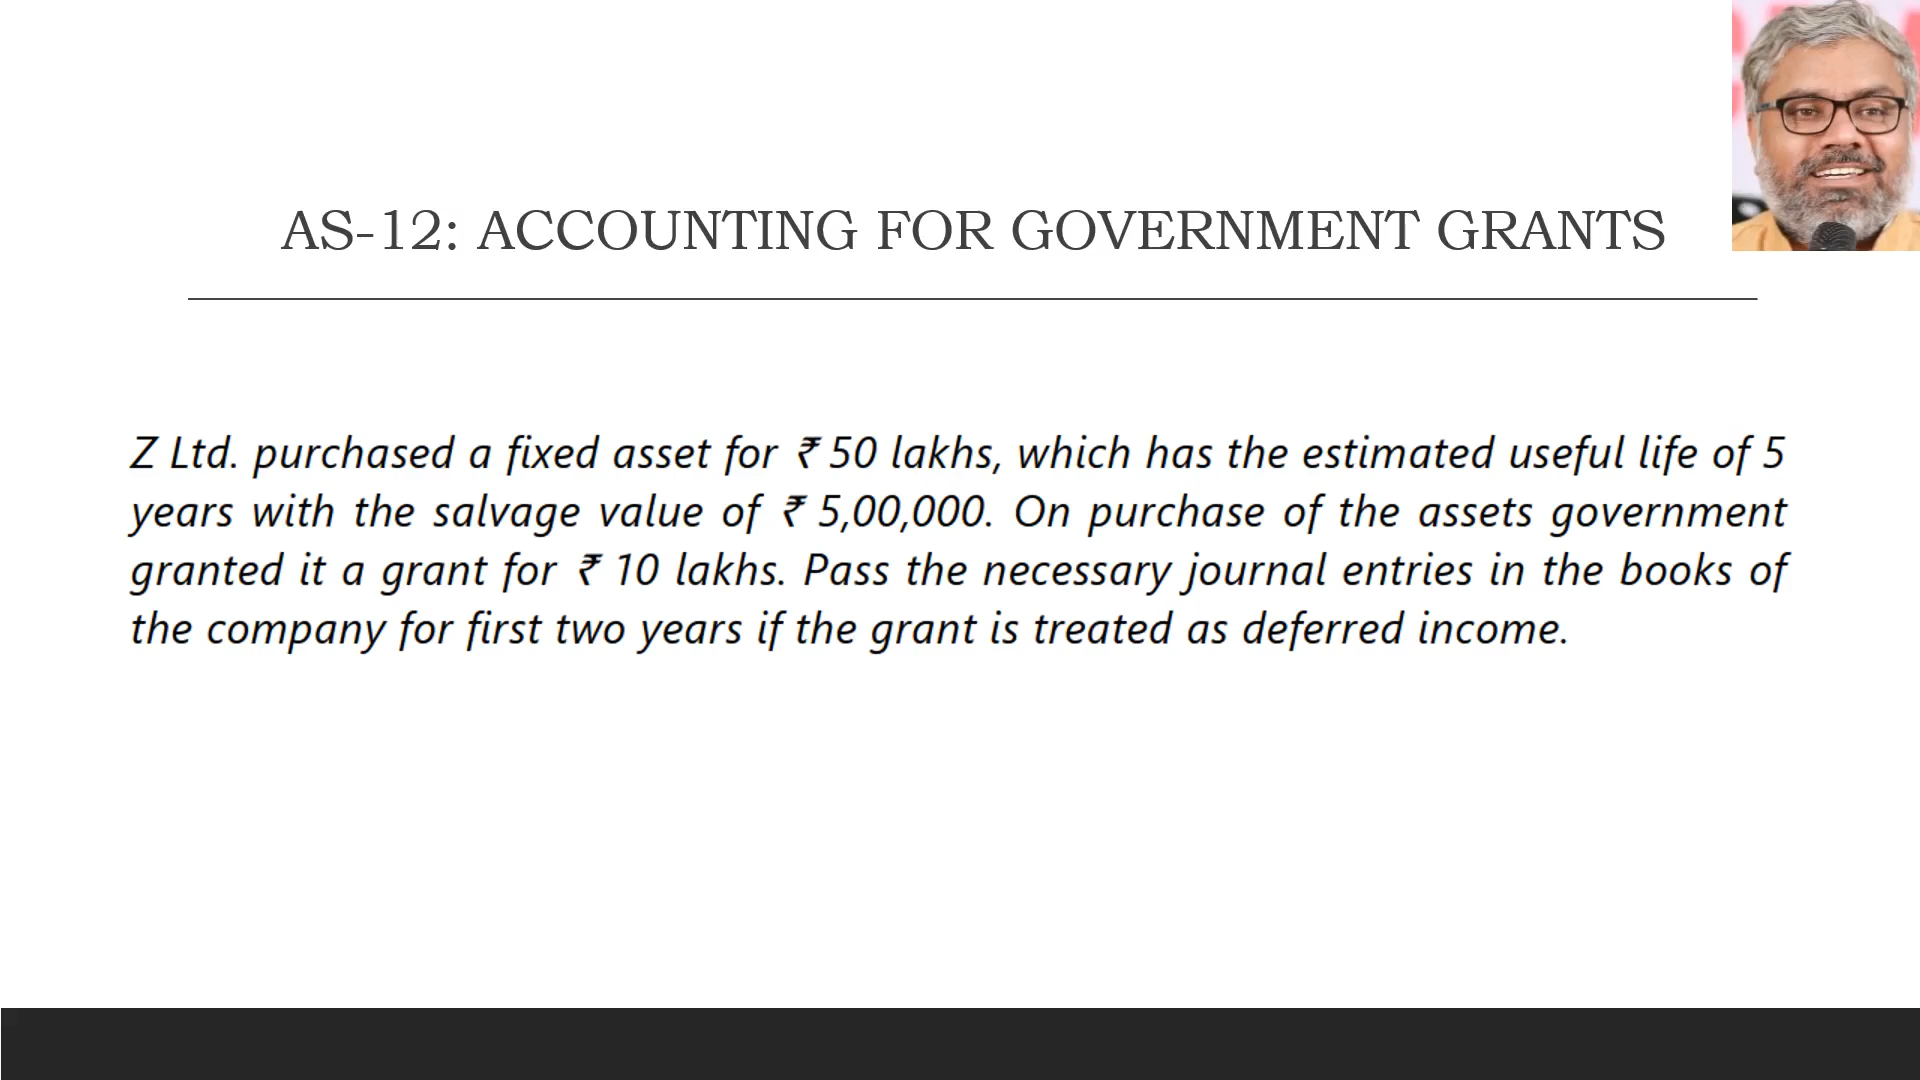 AS-12: ACCOUNTING FOR GOVERNMENT GRANTS
Z Ltd. purchased a fixed asset for ₹ 50 lakhs, which has the estimated useful life of 5
years with the salvage value of ₹ 5,00,000. On purchase of the assets government
granted it a grant for ₹ 10 lakhs. Pass the necessary journal entries in the books of
the company for first two years if the grant is treated as deferred income.